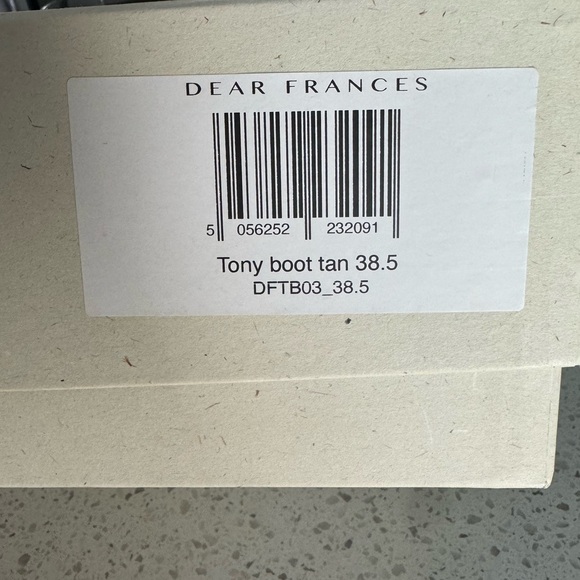 DEAR FRANCES
5 056252 232091
Tony boot tan 38.5
DFTB03_38.5